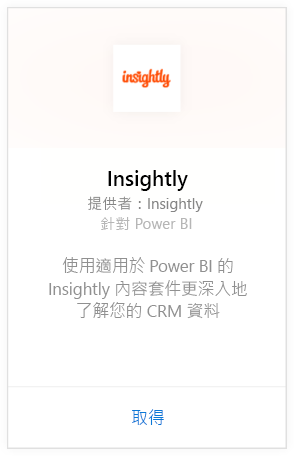 insightly
Insightly
提供者：Insightly
針對 Power BI
使用適用於 Power BI 的
Insightly 內容套件更深入地
了解您的 CRM 資料
取得